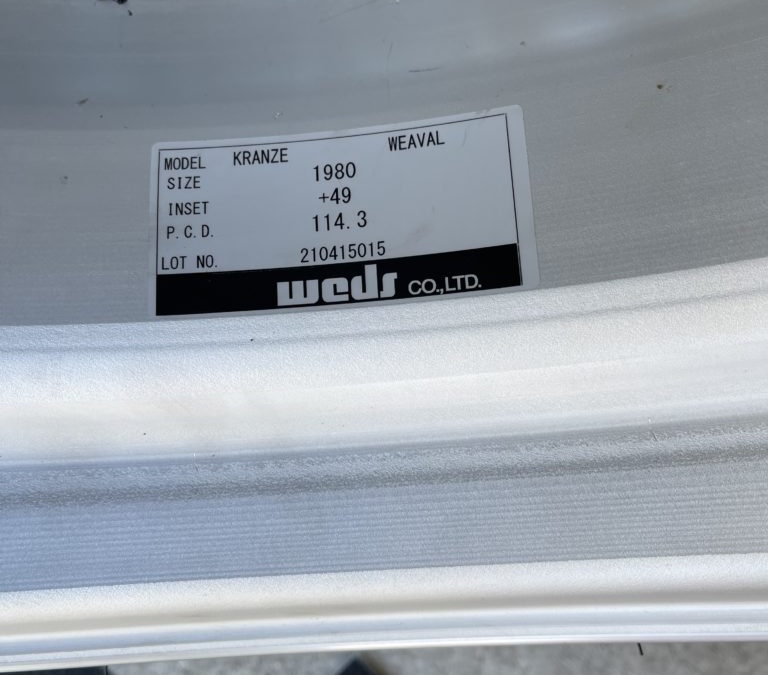 MODEL KRANZE WEAVAL
SIZE 1980
INSET +49
P.C.D. 114.3
LOT NO. 210415015
weds CO.,LTD.